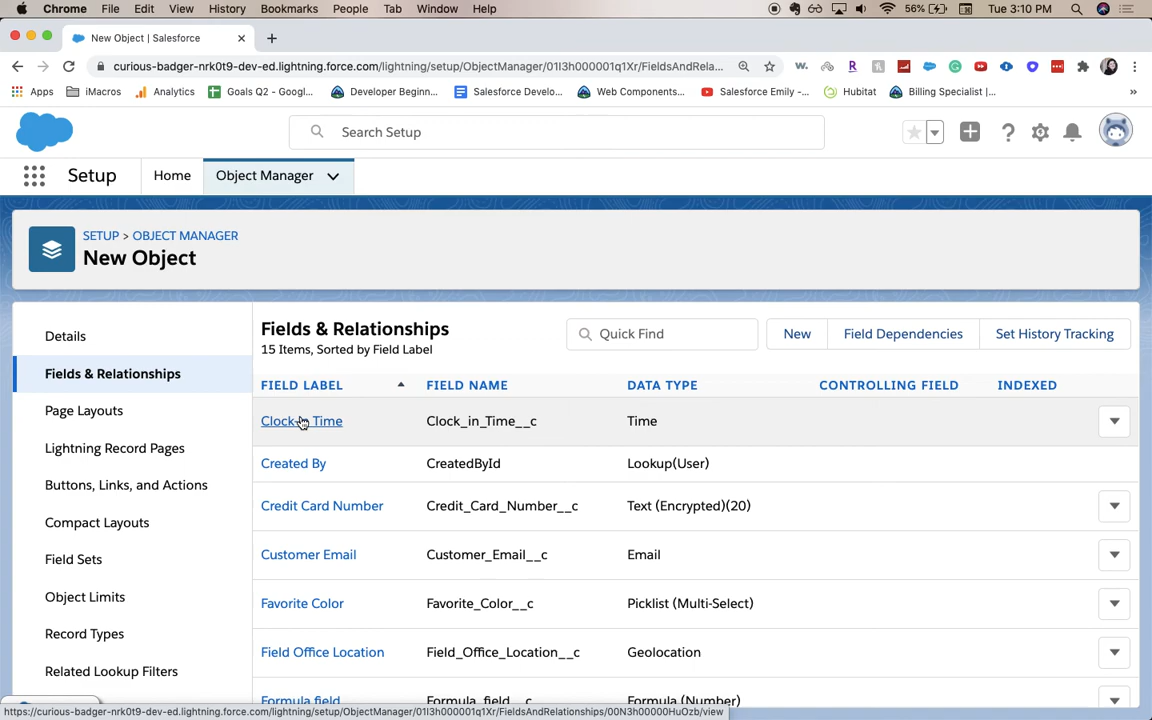 Chrome File Edit View History Bookmarks People Tab Window Help 56% Tue 3:10 PM
New Object | Salesforce
curious-badger-nrk0t9-dev-ed.lightning.force.com/lightning/setup/ObjectManager/01I3h000001q1Xr/FieldsAndRela...
Apps iMacros Analytics Goals Q2 - Googl... Developer Beginn... Salesforce Develo... Web Components... Salesforce Emily -... Hubitat Billing Specialist |... »
Search Setup
Setup Home Object Manager
SETUP > OBJECT MANAGER
New Object
Details
Fields & Relationships
Page Layouts
Lightning Record Pages
Buttons, Links, and Actions
Compact Layouts
Field Sets
Object Limits
Record Types
Related Lookup Filters
Fields & Relationships
15 Items, Sorted by Field Label
Quick Find New Field Dependencies Set History Tracking
FIELD LABEL FIELD NAME DATA TYPE CONTROLLING FIELD INDEXED
Clock-in Time Clock_in_Time__c Time
Created By CreatedById Lookup(User)
Credit Card Number Credit_Card_Number__c Text (Encrypted)(20)
Customer Email Customer_Email__c Email
Favorite Color Favorite_Color__c Picklist (Multi-Select)
Field Office Location Field_Office_Location__c Geolocation
Formula field Formula_field__c Formula (Number)
https://curious-badger-nrk0t9-dev-ed.lightning.force.com/lightning/setup/ObjectManager/01I3h000001q1Xr/FieldsAndRelationships/00N3h00000HuOzb/view